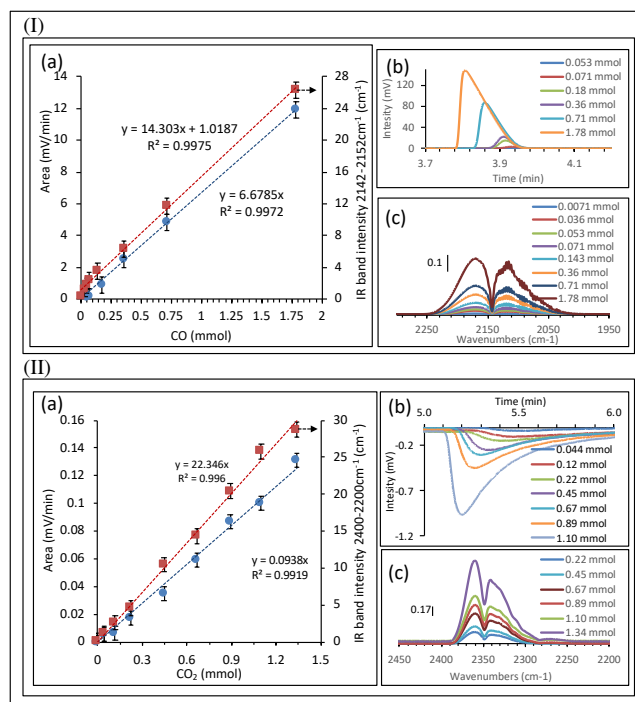 (I)
(a)
14
12
10
8
6
4
2
0
Area (mV/min)
28
24
20
16
12
8
4
0
IR band intensity 2142-2152cm⁻¹ (cm⁻¹)
y = 14.303x + 1.0187
R² = 0.9975
y = 6.6785x
R² = 0.9972
0 0.25 0.5 0.75 1 1.25 1.5 1.75 2
CO (mmol)
(b)
160
120
80
40
0
Intesity (mV)
0.053 mmol
0.071 mmol
0.18 mmol
0.36 mmol
0.71 mmol
1.78 mmol
3.7 3.9 4.1
Time (min)
(c)
0.1
0.0071 mmol
0.036 mmol
0.053 mmol
0.071 mmol
0.143 mmol
0.36 mmol
0.71 mmol
1.78 mmol
2250 2150 2050 1950
Wavenumbers (cm-1)
(II)
(a)
0.16
0.14
0.12
0.1
0.08
0.06
0.04
0.02
0
Area (mV/min)
30
25
20
15
10
5
0
IR band intensity 2400-2200cm⁻¹ (cm⁻¹)
y = 22.346x
R² = 0.996
y = 0.0938x
R² = 0.9919
0 0.3 0.6 0.9 1.2 1.5
CO₂ (mmol)
(b)
Time (min)
5.0 5.5 6.0
-0.2
-0.7
-1.2
Intesity (mV)
0.044 mmol
0.12 mmol
0.22 mmol
0.45 mmol
0.67 mmol
0.89 mmol
1.10 mmol
(c)
0.17
0.22 mmol
0.45 mmol
0.67 mmol
0.89 mmol
1.10 mmol
1.34 mmol
2450 2400 2350 2300 2250 2200
Wavenumbers (cm-1)